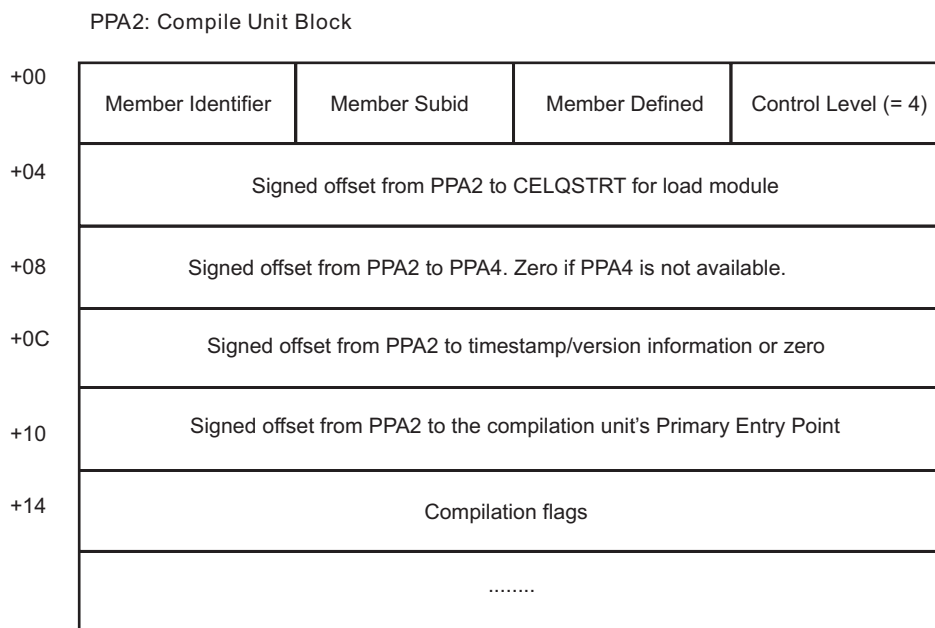 PPA2: Compile Unit Block
+00
Member Identifier
Member Subid
Member Defined
Control Level (= 4)
+04
Signed offset from PPA2 to CELQSTRT for load module
+08
Signed offset from PPA2 to PPA4. Zero if PPA4 is not available.
+0C
Signed offset from PPA2 to timestamp/version information or zero
+10
Signed offset from PPA2 to the compilation unit's Primary Entry Point
+14
Compilation flags
........